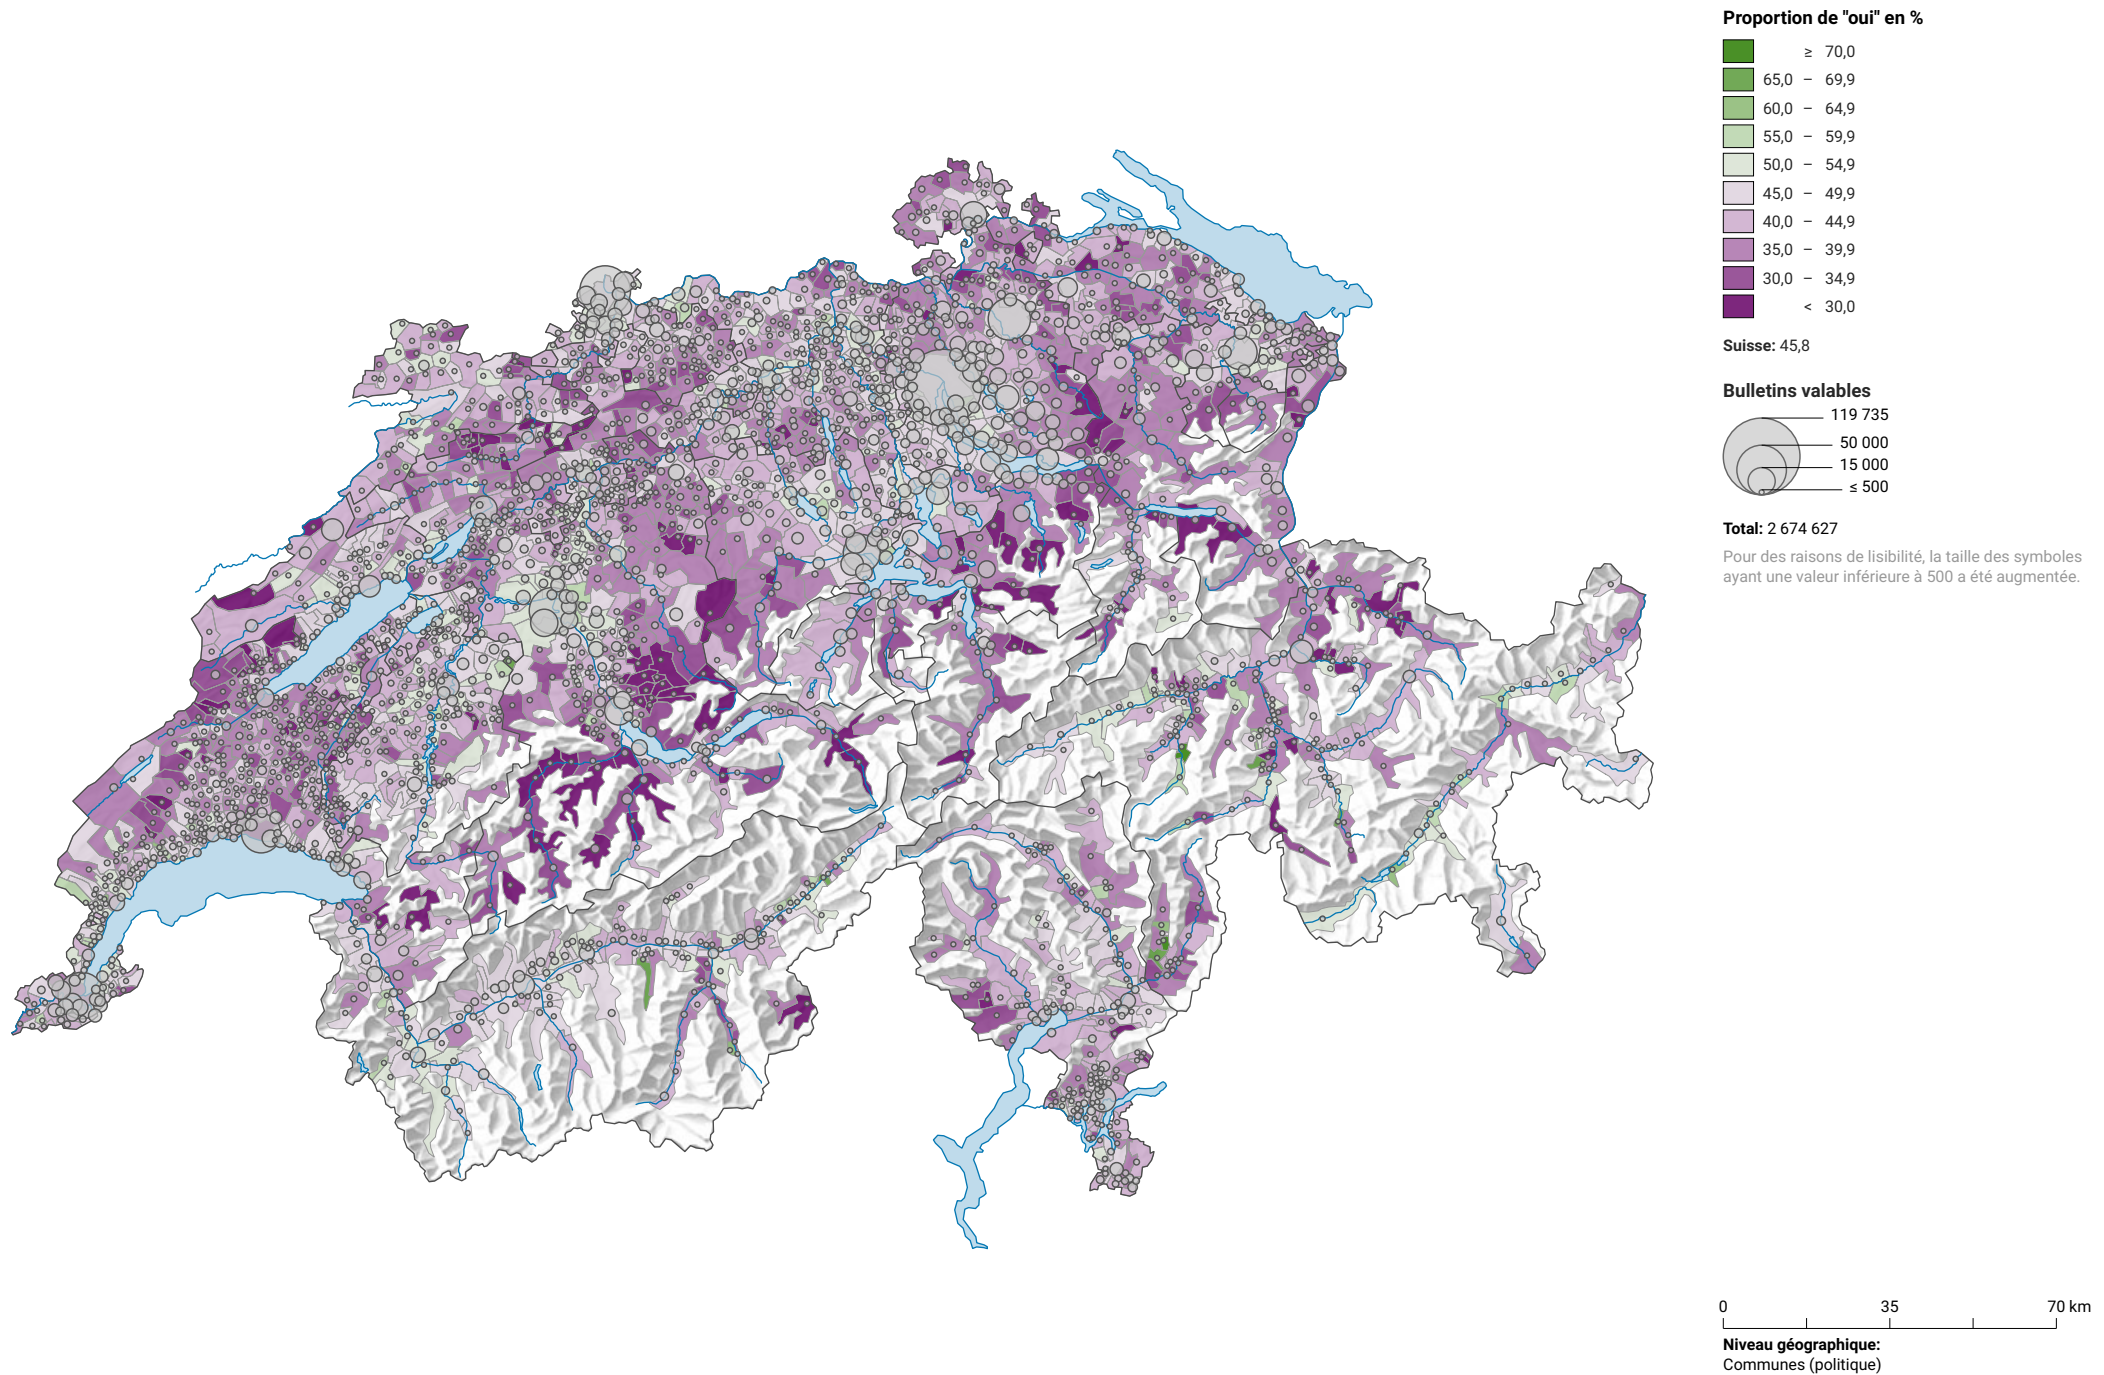 Proportion de "oui" en %
≥ 70,0
65,0 – 69,9
60,0 – 64,9
55,0 – 59,9
50,0 – 54,9
45,0 – 49,9
40,0 – 44,9
35,0 – 39,9
30,0 – 34,9
< 30,0
Suisse: 45,8
Bulletins valables
119 735
50 000
15 000
≤ 500
Total: 2 674 627
Pour des raisons de lisibilité, la taille des symboles
ayant une valeur inférieure à 500 a été augmentée.
0 35 70 km
Niveau géographique:
Communes (politique)